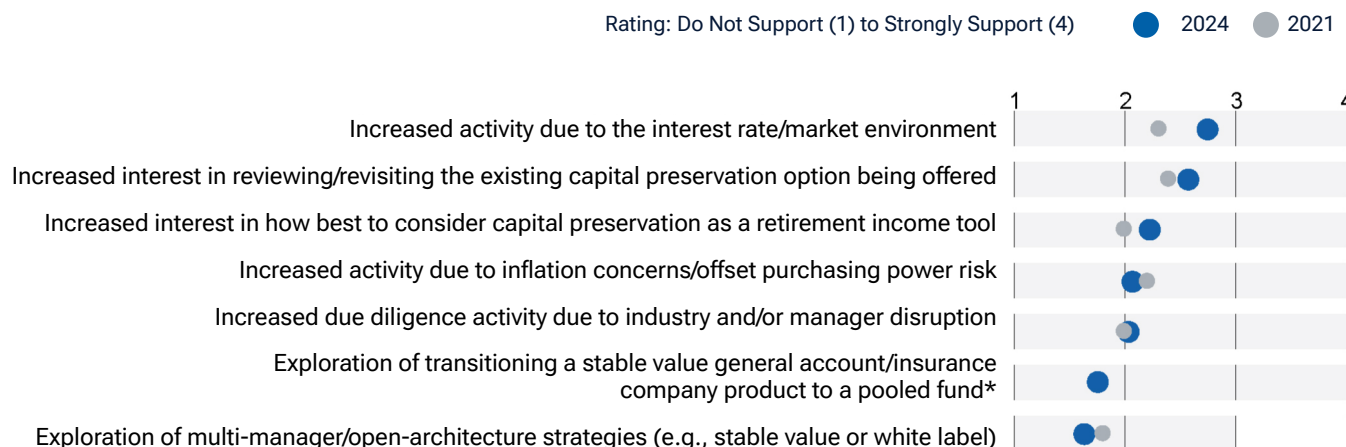 Rating: Do Not Support (1) to Strongly Support (4) 2024 2021
1 2 3 4
Increased activity due to the interest rate/market environment
Increased interest in reviewing/revisiting the existing capital preservation option being offered
Increased interest in how best to consider capital preservation as a retirement income tool
Increased activity due to inflation concerns/offset purchasing power risk
Increased due diligence activity due to industry and/or manager disruption
Exploration of transitioning a stable value general account/insurance
company product to a pooled fund*
Exploration of multi-manager/open-architecture strategies (e.g., stable value or white label)